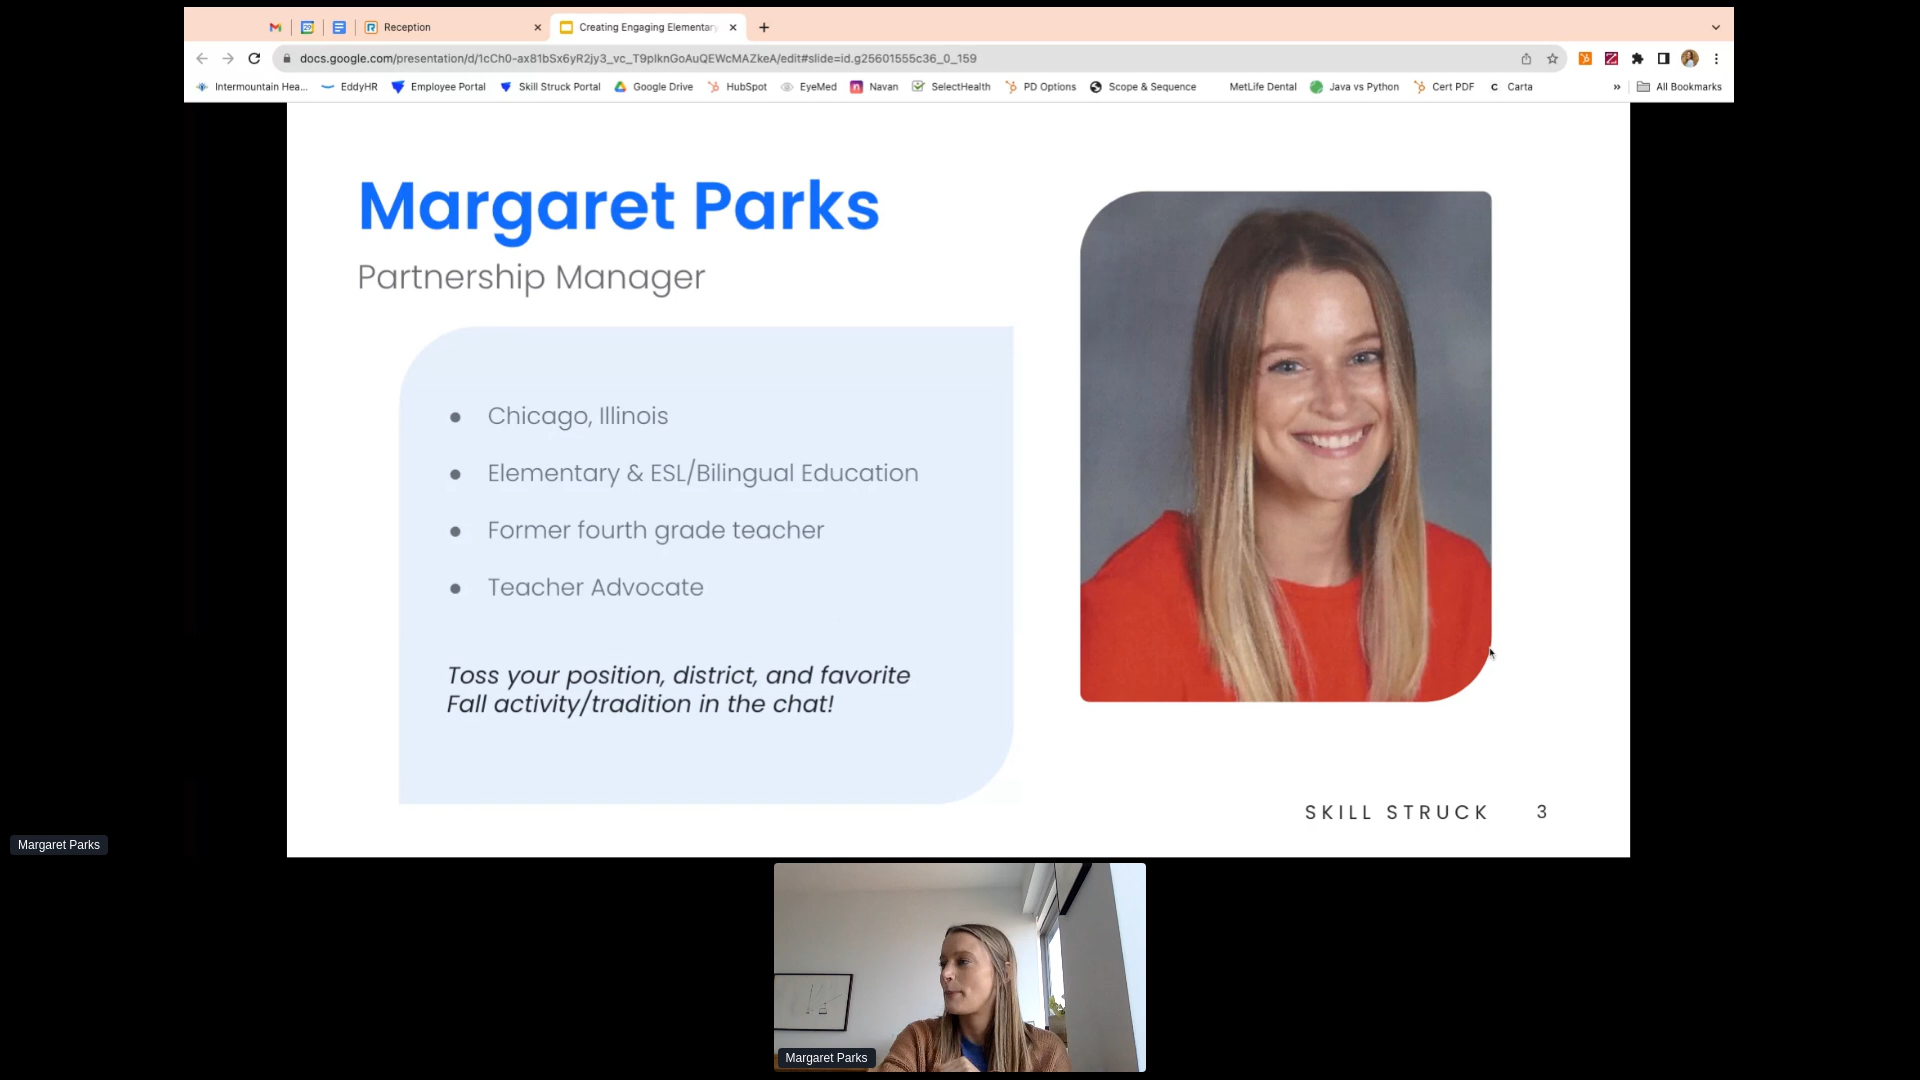 Reception
Creating Engaging Elementary
docs.google.com/presentation/d/1cCh0-ax81bSx6yR2jy3_vc_T9pIknGoAuQEWcMAZkeA/edit#slide=id.g25601555c36_0_159
Intermountain Hea... EddyHR Employee Portal Skill Struck Portal Google Drive HubSpot EyeMed Navan SelectHealth PD Options Scope & Sequence MetLife Dental Java vs Python Cert PDF Carta » All Bookmarks
Margaret Parks
Partnership Manager
● Chicago, Illinois
● Elementary & ESL/Bilingual Education
● Former fourth grade teacher
● Teacher Advocate
Toss your position, district, and favorite
Fall activity/tradition in the chat!
SKILL STRUCK 3
Margaret Parks
Margaret Parks